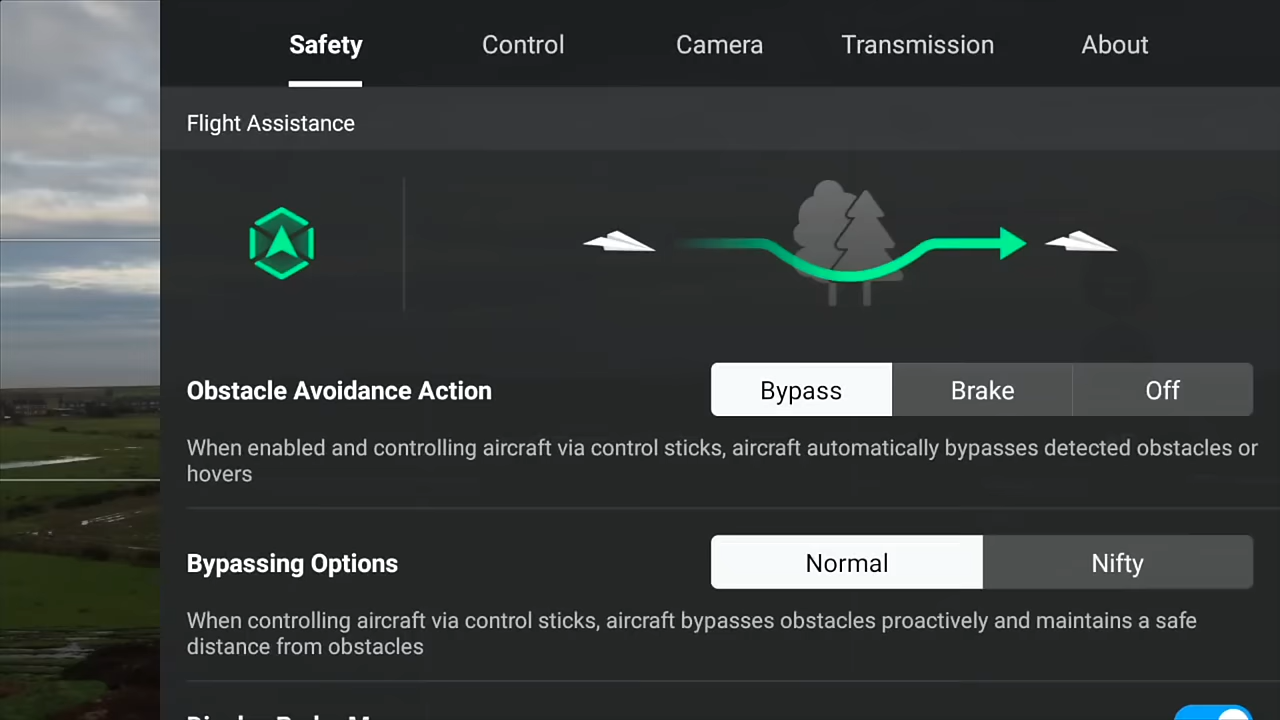 Safety
Control
Camera
Transmission
About
Flight Assistance
Obstacle Avoidance Action
Bypass
Brake
Off
When enabled and controlling aircraft via control sticks, aircraft automatically bypasses detected obstacles or
hovers
Bypassing Options
Normal
Nifty
When controlling aircraft via control sticks, aircraft bypasses obstacles proactively and maintains a safe
distance from obstacles